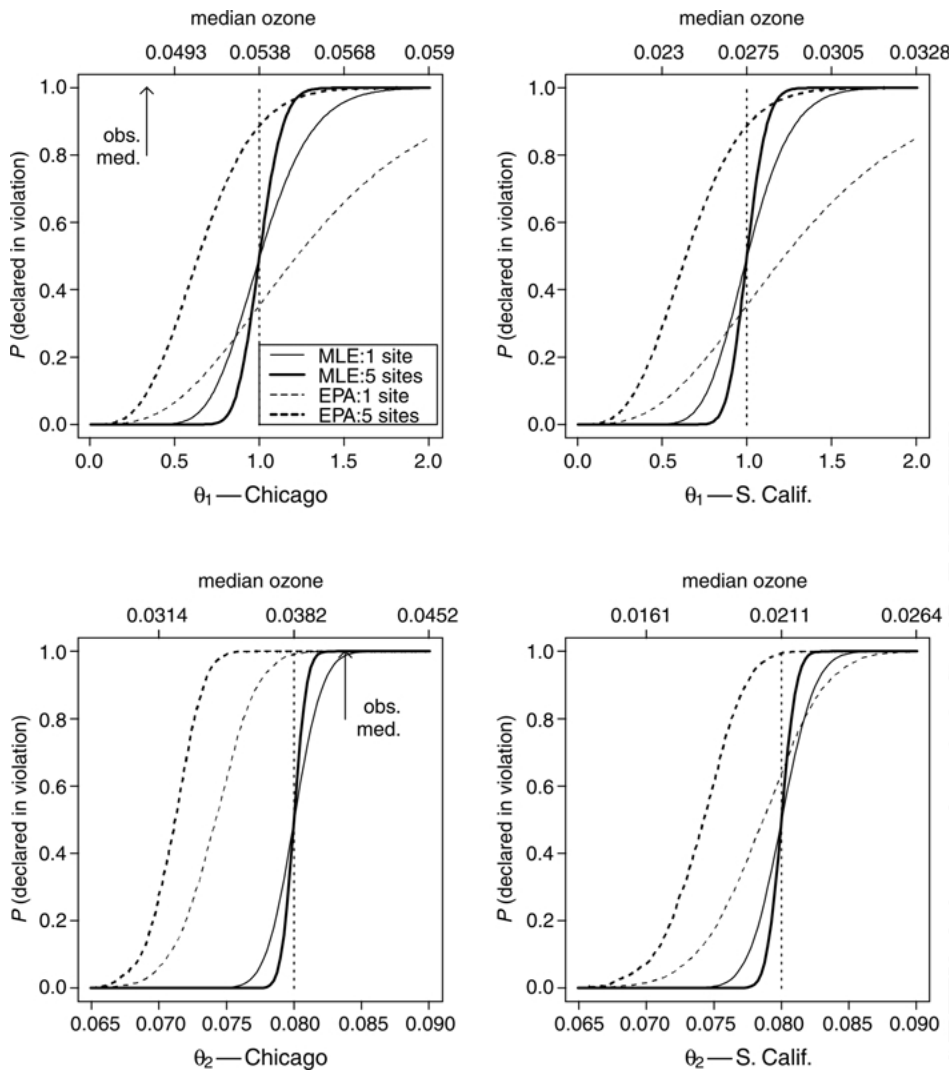 median ozone
0.0493 0.0538 0.0568 0.059
P (declared in violation)
1.0
0.8
0.6
0.4
0.2
0.0
obs.
med.
MLE:1 site
MLE:5 sites
EPA:1 site
EPA:5 sites
0.0 0.5 1.0 1.5 2.0
θ1 — Chicago
median ozone
0.023 0.0275 0.0305 0.0328
P (declared in violation)
1.0
0.8
0.6
0.4
0.2
0.0
0.0 0.5 1.0 1.5 2.0
θ1 — S. Calif.
median ozone
0.0314 0.0382 0.0452
P (declared in violation)
1.0
0.8
0.6
0.4
0.2
0.0
obs.
med.
0.065 0.070 0.075 0.080 0.085 0.090
θ2 — Chicago
median ozone
0.0161 0.0211 0.0264
P (declared in violation)
1.0
0.8
0.6
0.4
0.2
0.0
0.065 0.070 0.075 0.080 0.085 0.090
θ2 — S. Calif.